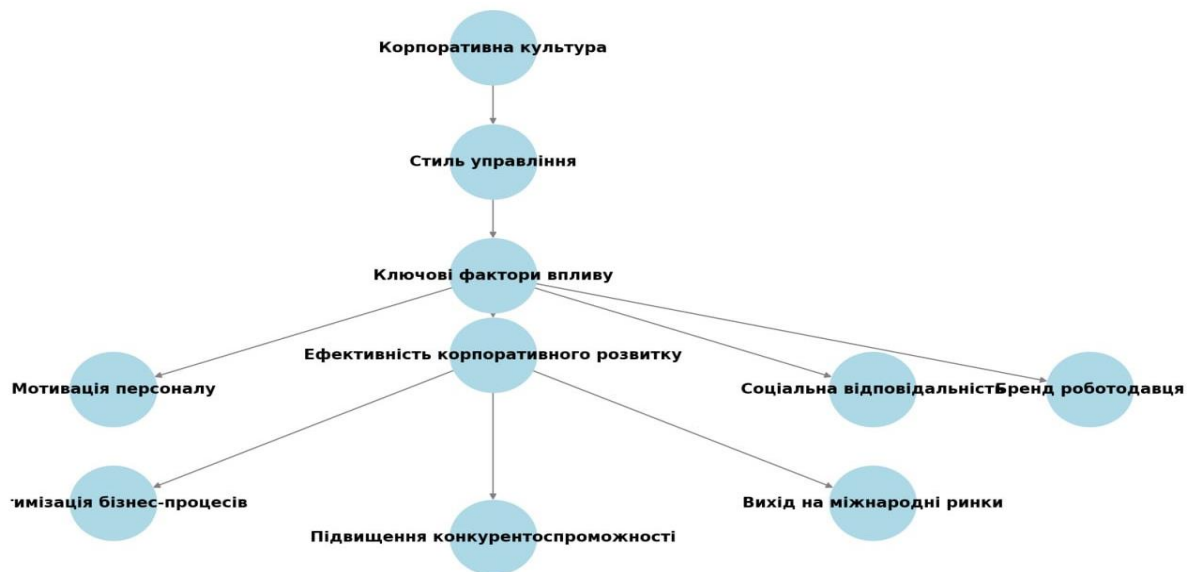 Корпоративна культура
Стиль управління
Ключові фактори впливу
Ефективність корпоративного розвитку
Мотивація персоналу
Соціальна відповідальність
Бренд роботодавця
бізнес-процесів
Вихід на міжнародні ринки
Підвищення конкурентоспроможності